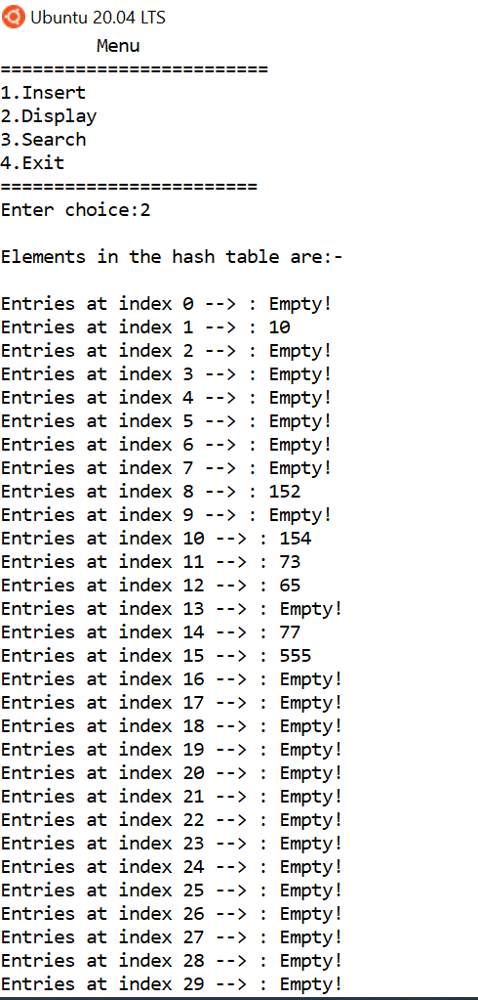 Ubuntu 20.04 LTS
Menu
=========================
1.Insert
2.Display
3.Search
4.Exit
========================
Enter choice:2
Elements in the hash table are:-
Entries at index 0 --> : Empty!
Entries at index 1 --> : 10
Entries at index 2 --> : Empty!
Entries at index 3 --> : Empty!
Entries at index 4 --> : Empty!
Entries at index 5 --> : Empty!
Entries at index 6 --> : Empty!
Entries at index 7 --> : Empty!
Entries at index 8 --> : 152
Entries at index 9 --> : Empty!
Entries at index 10 --> : 154
Entries at index 11 --> : 73
Entries at index 12 --> : 65
Entries at index 13 --> : Empty!
Entries at index 14 --> : 77
Entries at index 15 --> : 555
Entries at index 16 --> : Empty!
Entries at index 17 --> : Empty!
Entries at index 18 --> : Empty!
Entries at index 19 --> : Empty!
Entries at index 20 --> : Empty!
Entries at index 21 --> : Empty!
Entries at index 22 --> : Empty!
Entries at index 23 --> : Empty!
Entries at index 24 --> : Empty!
Entries at index 25 --> : Empty!
Entries at index 26 --> : Empty!
Entries at index 27 --> : Empty!
Entries at index 28 --> : Empty!
Entries at index 29 --> : Empty!